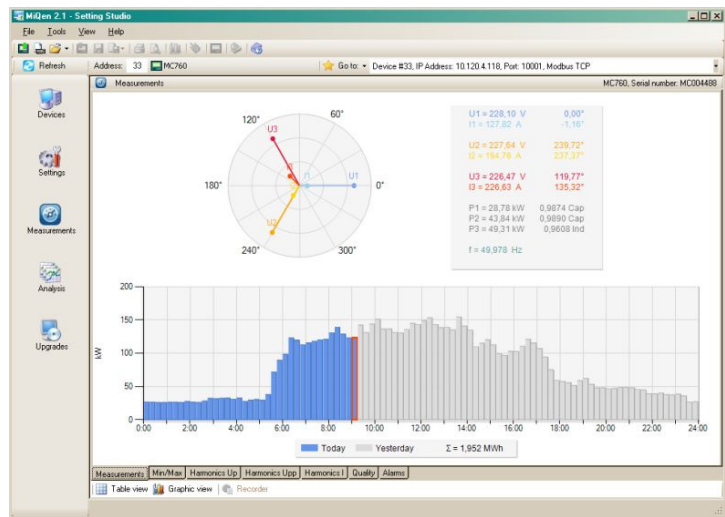 MiQen 2.1 - Setting Studio
File Tools View Help
Refresh Address: 33 MC760 Go to: Device #33, IP Address: 10.120.4.118, Port: 10001, Modbus TCP
Measurements MC760, Serial number: MC004488
Devices
Settings
Measurements
Analysis
Upgrades
120° 60°
U3
I3
I1 U1
180° 0°
U2
240° 300°
U1 = 228,10 V 0,00°
I1 = 127,82 A -1,16°
U2 = 227,64 V 239,72°
I2 = 194,76 A 237,37°
U3 = 226,47 V 119,77°
I3 = 226,63 A 135,32°
P1 = 28,78 kW 0,9874 Cap
P2 = 43,84 kW 0,9890 Cap
P3 = 49,31 kW 0,9608 Ind
f = 49,978 Hz
200
150
100
50
0
kW
0:00 2:00 4:00 6:00 8:00 10:00 12:00 14:00 16:00 18:00 20:00 22:00 24:00
Today Yesterday Σ = 1,952 MWh
Measurements Min/Max Harmonics Up Harmonics Upp Harmonics I Quality Alarms
Table view Graphic view Recorder